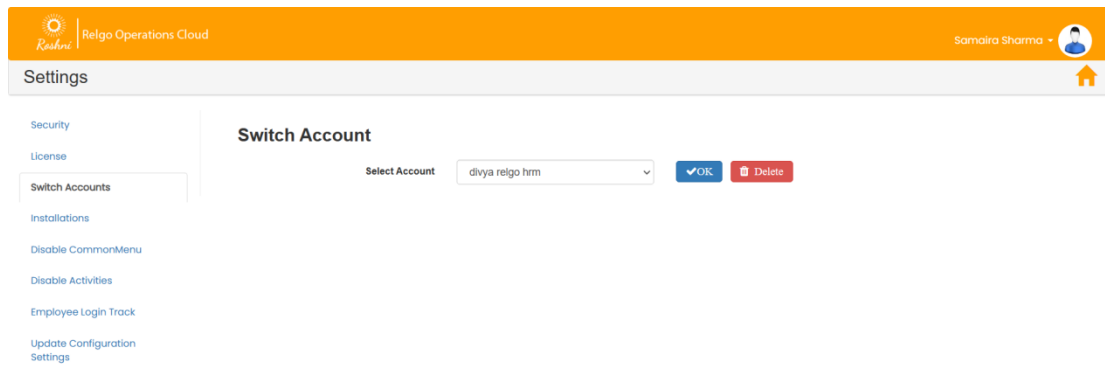 Rashni
Relgo Operations Cloud
Samaira Sharma
Settings
Security
License
Switch Accounts
Installations
Disable CommonMenu
Disable Activities
Employee Login Track
Update Configuration
Settings
Switch Account
Select Account
divya relgo hrm
OK
Delete